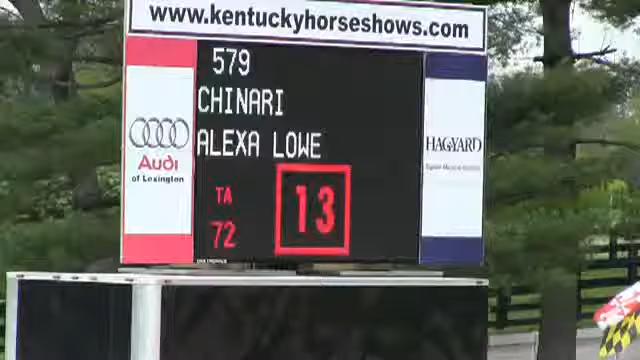 www.kentuckyhorseshows.com
579
CHINARI
ALEXA LOWE
TA
72
13
Audi
of Lexington
HAGYARD